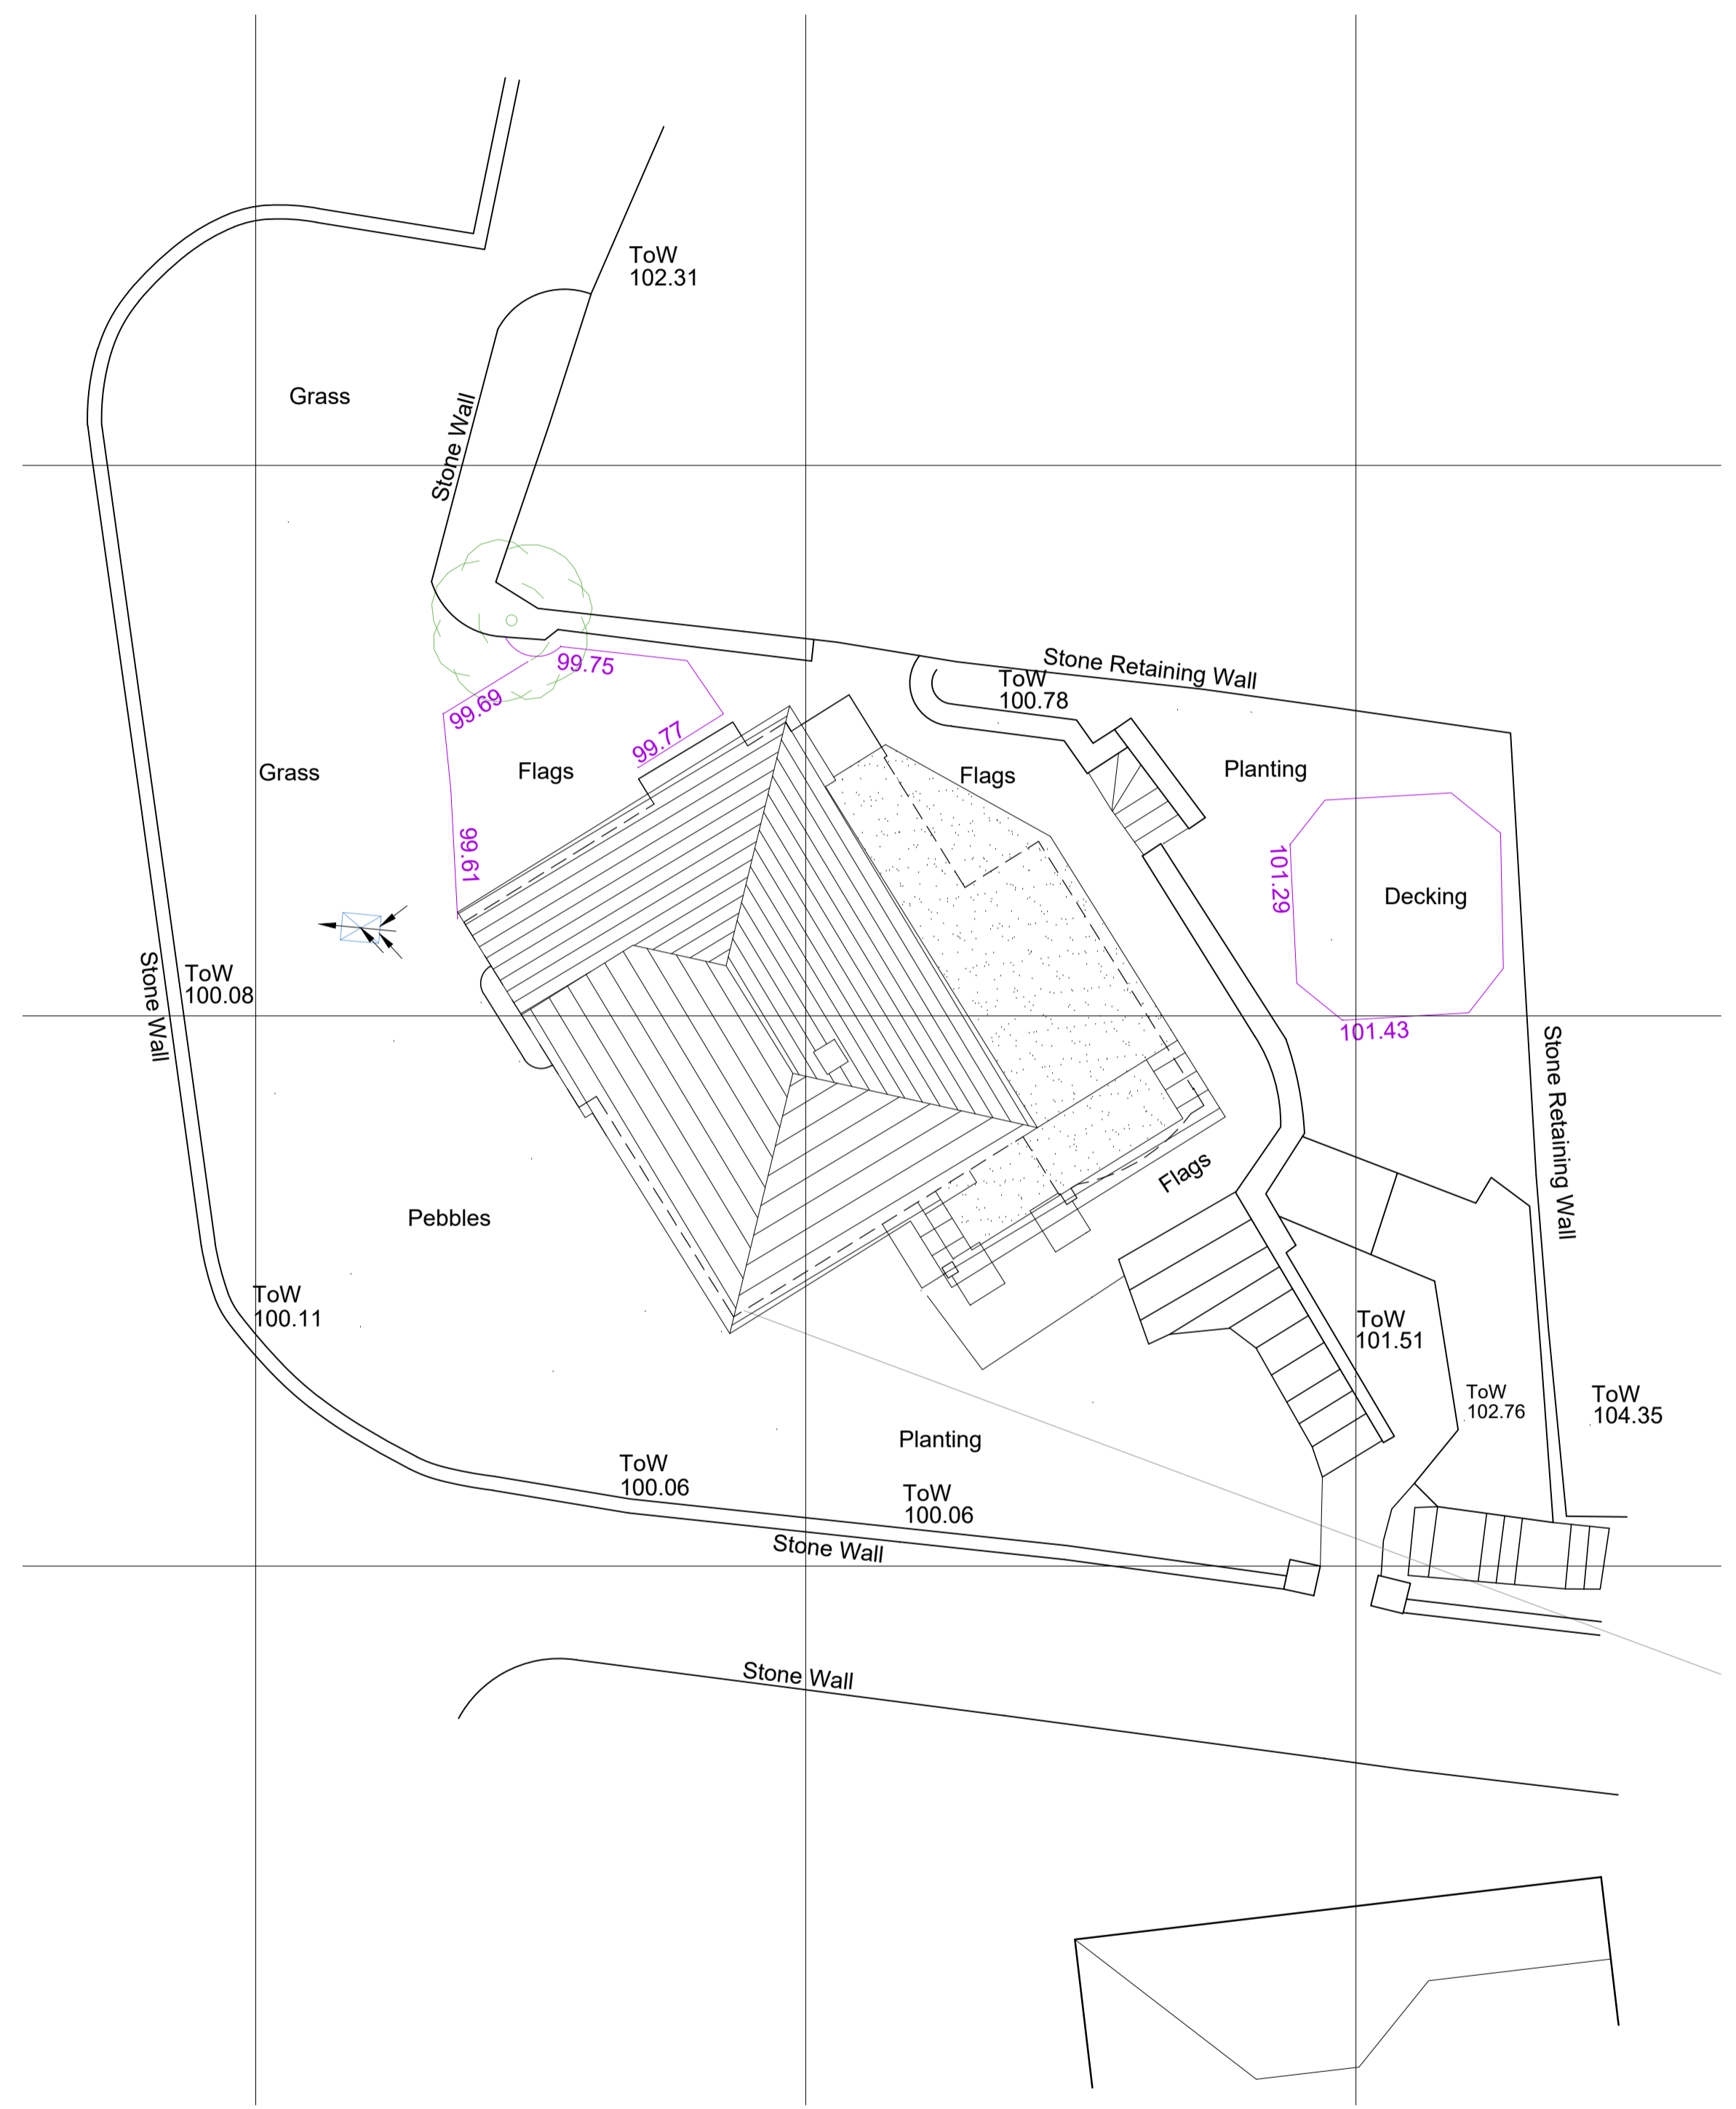 ToW
102.31
Grass
Stone Wall
99.75
Stone Retaining Wall
ToW
100.78
99.69
99.77
Grass
Flags
Flags
Planting
99.61
101.29
Decking
Stone Wall
ToW
100.08
101.43
Stone Retaining Wall
Flags
Pebbles
ToW
100.11
ToW
101.51
ToW
102.76
ToW
104.35
Planting
ToW
100.06
ToW
100.06
Stone Wall
Stone Wall